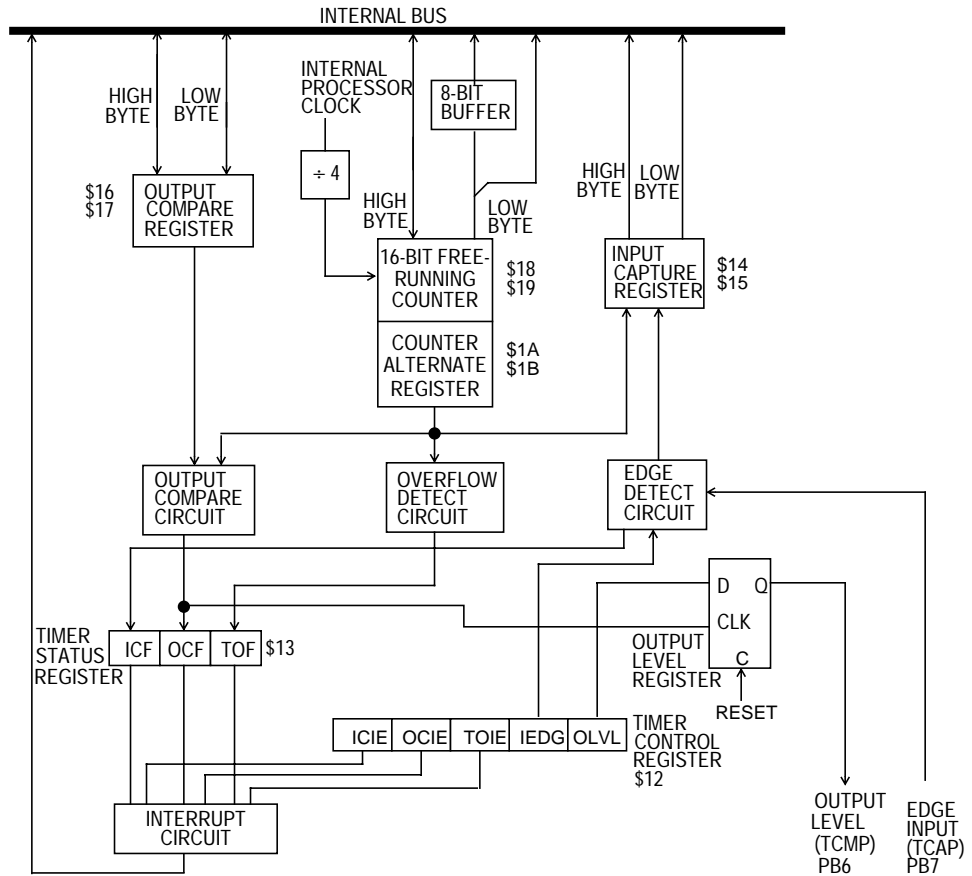 INTERNAL BUS
HIGH
BYTE
LOW
BYTE
INTERNAL
PROCESSOR
CLOCK
8-BIT
BUFFER
÷ 4
$16
$17
OUTPUT
COMPARE
REGISTER
HIGH
BYTE
LOW
BYTE
HIGH
BYTE
LOW
BYTE
16-BIT FREE-
RUNNING
COUNTER
$18
$19
INPUT
CAPTURE
REGISTER
$14
$15
COUNTER
ALTERNATE
REGISTER
$1A
$1B
OUTPUT
COMPARE
CIRCUIT
OVERFLOW
DETECT
CIRCUIT
EDGE
DETECT
CIRCUIT
D Q
CLK
C
OUTPUT
LEVEL
REGISTER
RESET
TIMER
STATUS
REGISTER
ICF OCF TOF $13
ICIE OCIE TOIE IEDG OLVL
TIMER
CONTROL
REGISTER
$12
INTERRUPT
CIRCUIT
OUTPUT
LEVEL
(TCMP)
PB6
EDGE
INPUT
(TCAP)
PB7